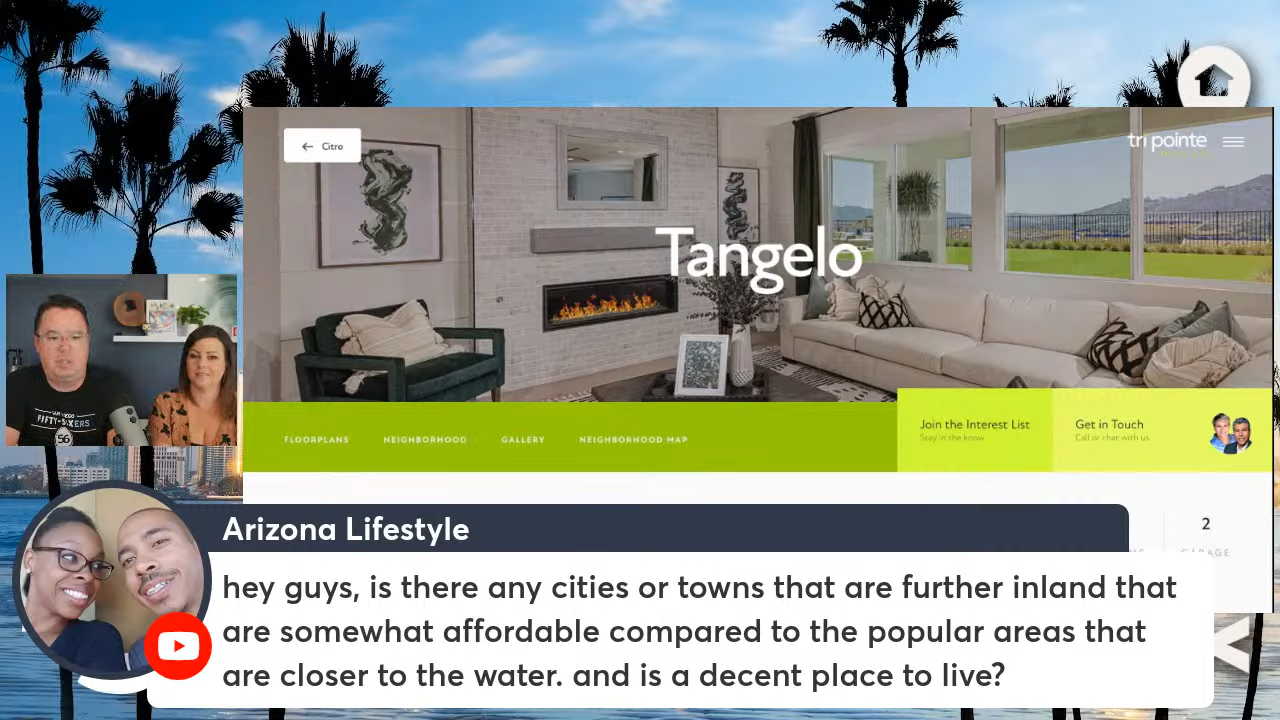 ← Citro
tri pointe
Tangelo
FLOORPLANS NEIGHBORHOOD GALLERY NEIGHBORHOOD MAP
Join the Interest List
Stay in the know
Get in Touch
Call or chat with us
SAN DIEGO
FIFTY-SIXERS
56
2
GARAGE
Arizona Lifestyle
hey guys, is there any cities or towns that are further inland that
are somewhat affordable compared to the popular areas that
are closer to the water. and is a decent place to live?